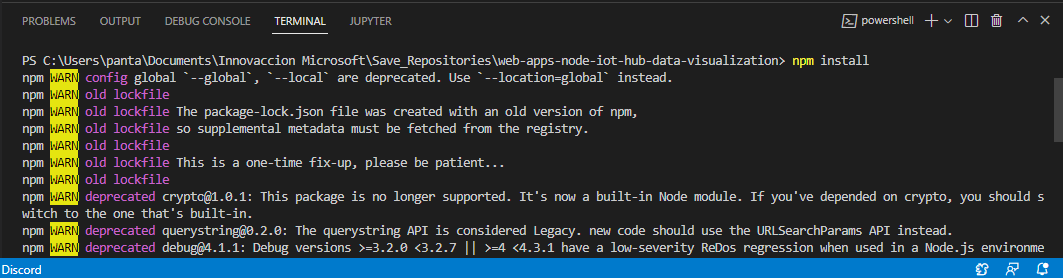 PROBLEMS OUTPUT DEBUG CONSOLE TERMINAL JUPYTER powershell
PS C:\Users\panta\Documents\Innovaccion Microsoft\Save_Repositories\web-apps-node-iot-hub-data-visualization> npm install
npm WARN config global `--global`, `--local` are deprecated. Use `--location=global` instead.
npm WARN old lockfile
npm WARN old lockfile The package-lock.json file was created with an old version of npm,
npm WARN old lockfile so supplemental metadata must be fetched from the registry.
npm WARN old lockfile
npm WARN old lockfile This is a one-time fix-up, please be patient...
npm WARN old lockfile
npm WARN deprecated crypto@1.0.1: This package is no longer supported. It's now a built-in Node module. If you've depended on crypto, you should s
witch to the one that's built-in.
npm WARN deprecated querystring@0.2.0: The querystring API is considered Legacy. new code should use the URLSearchParams API instead.
npm WARN deprecated debug@4.1.1: Debug versions >=3.2.0 <3.2.7 || >=4 <4.3.1 have a low-severity ReDos regression when used in a Node.js environme
Discord